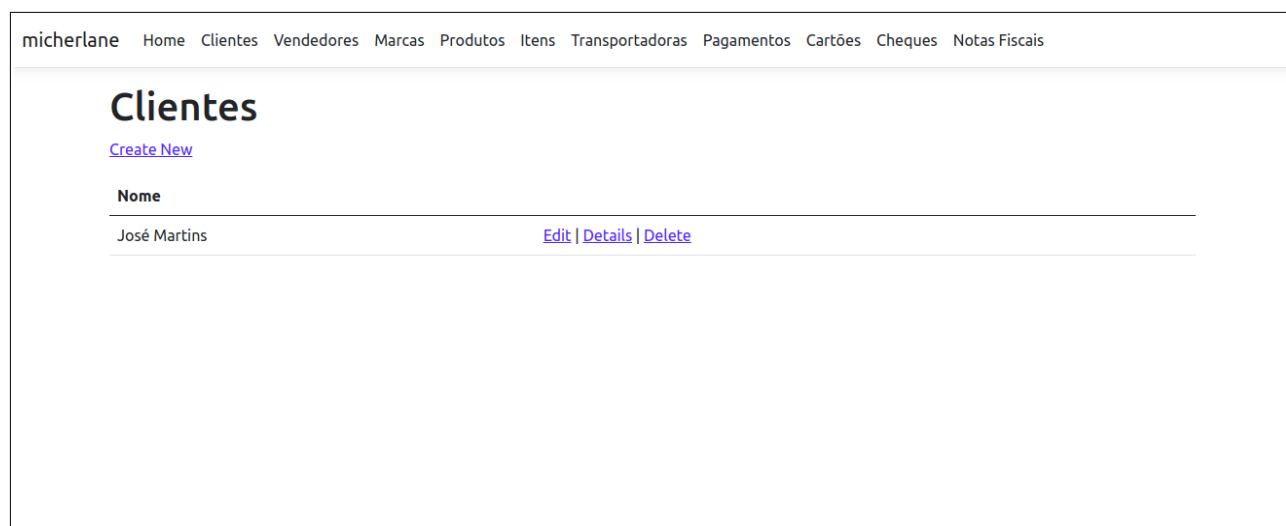 micherlane Home Clientes Vendedores Marcas Produtos Itens Transportadoras Pagamentos Cartões Cheques Notas Fiscais
Clientes
Create New
Nome
José Martins Edit | Details | Delete